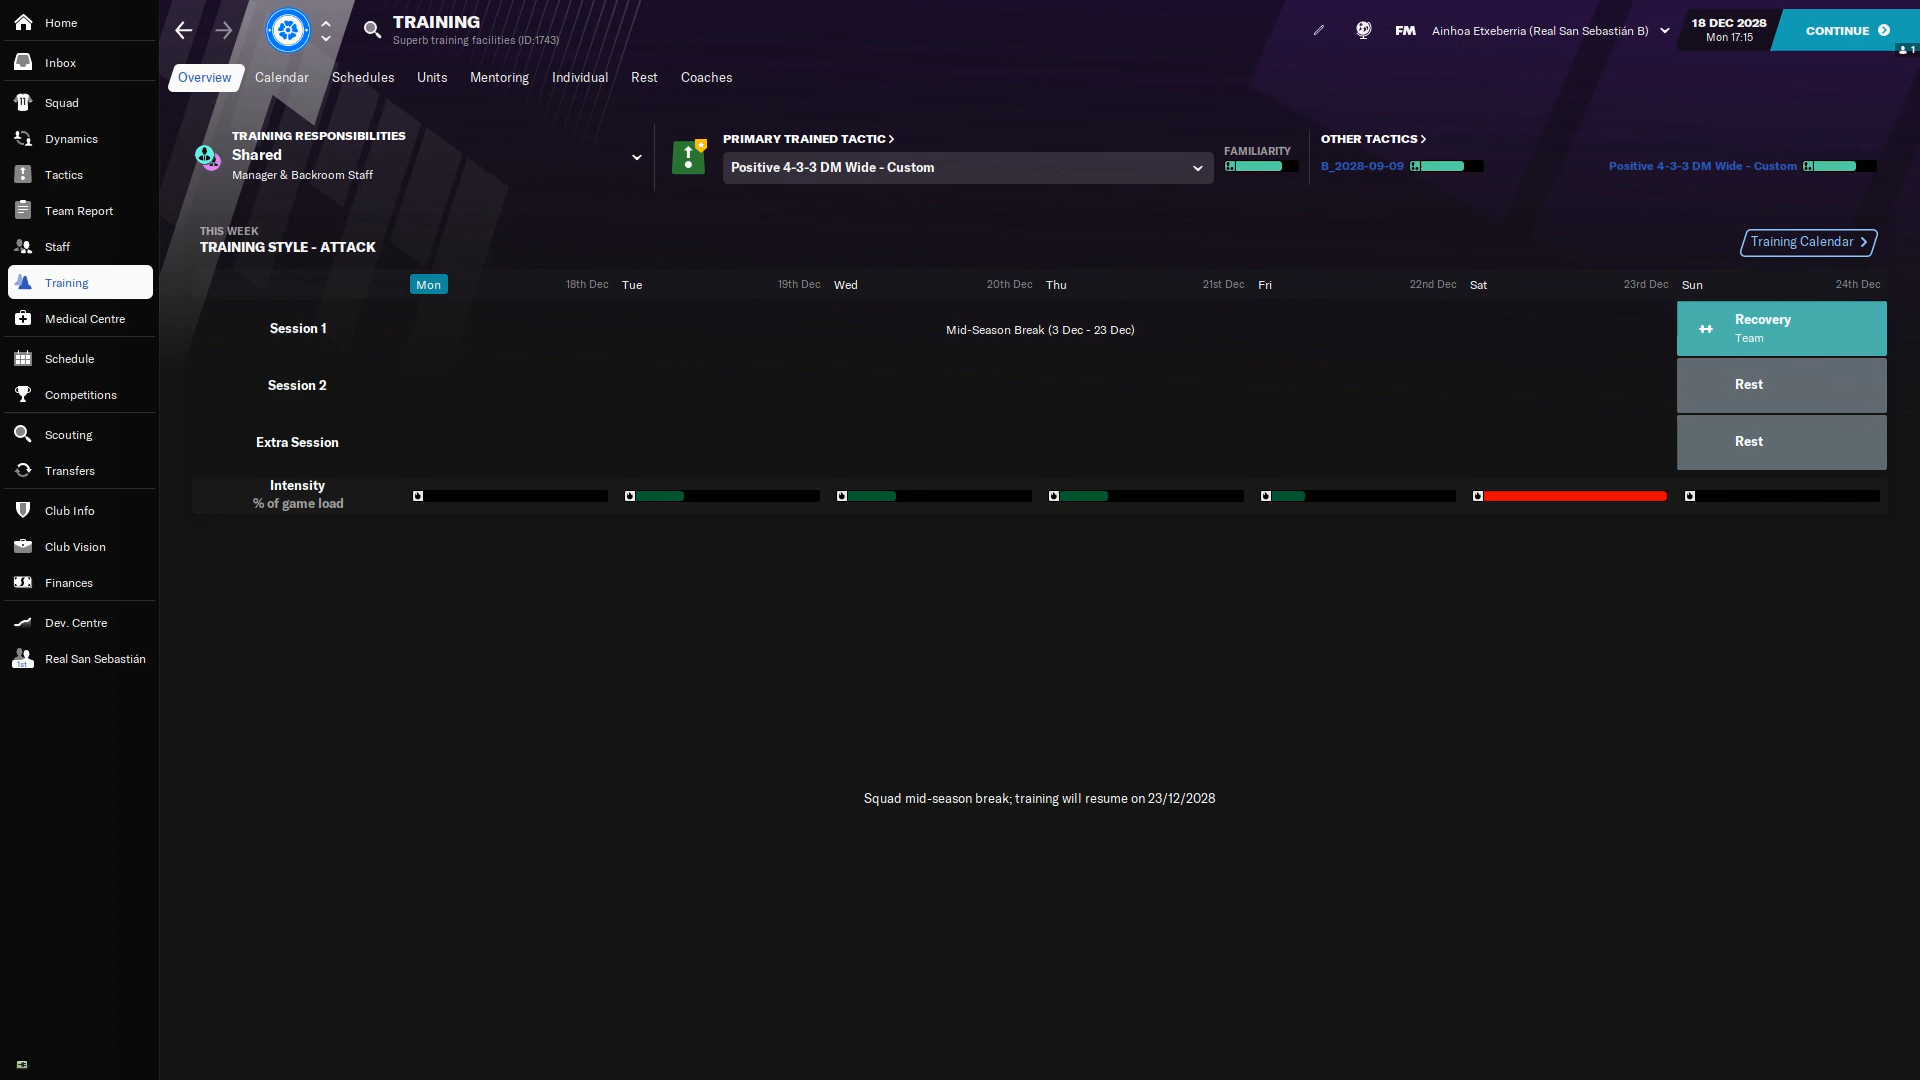 Home
Inbox
Squad
Dynamics
Tactics
Team Report
Staff
Training
Medical Centre
Schedule
Competitions
Scouting
Transfers
Club Info
Club Vision
Finances
Dev. Centre
1st
Real San Sebastián
TRAINING
Superb training facilities (ID:1743)
FM
Ainhoa Etxeberria (Real San Sebastián B)
18 DEC 2028
Mon 17:15
CONTINUE
1
Overview
Calendar
Schedules
Units
Mentoring
Individual
Rest
Coaches
TRAINING RESPONSIBILITIES
Shared
Manager & Backroom Staff
PRIMARY TRAINED TACTIC
Positive 4-3-3 DM Wide - Custom
FAMILIARITY
OTHER TACTICS
B_2028-09-09
Positive 4-3-3 DM Wide - Custom
THIS WEEK
TRAINING STYLE - ATTACK
Training Calendar
Mon 18th Dec
Tue 19th Dec
Wed 20th Dec
Thu 21st Dec
Fri 22nd Dec
Sat 23rd Dec
Sun 24th Dec
Session 1
Mid-Season Break (3 Dec - 23 Dec)
Recovery
Team
Session 2
Rest
Extra Session
Rest
Intensity
% of game load
Squad mid-season break; training will resume on 23/12/2028